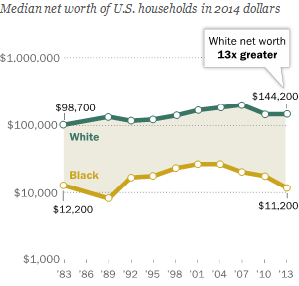 Median net worth of U.S. households in 2014 dollars
White net worth
13x greater
$1,000,000
$144,200
$98,700
$100,000
White
Black
$10,000
$12,200
$11,200
$1,000
'83 '86 '89 '92 '95 '98 '01 '04 '07 '10 '13